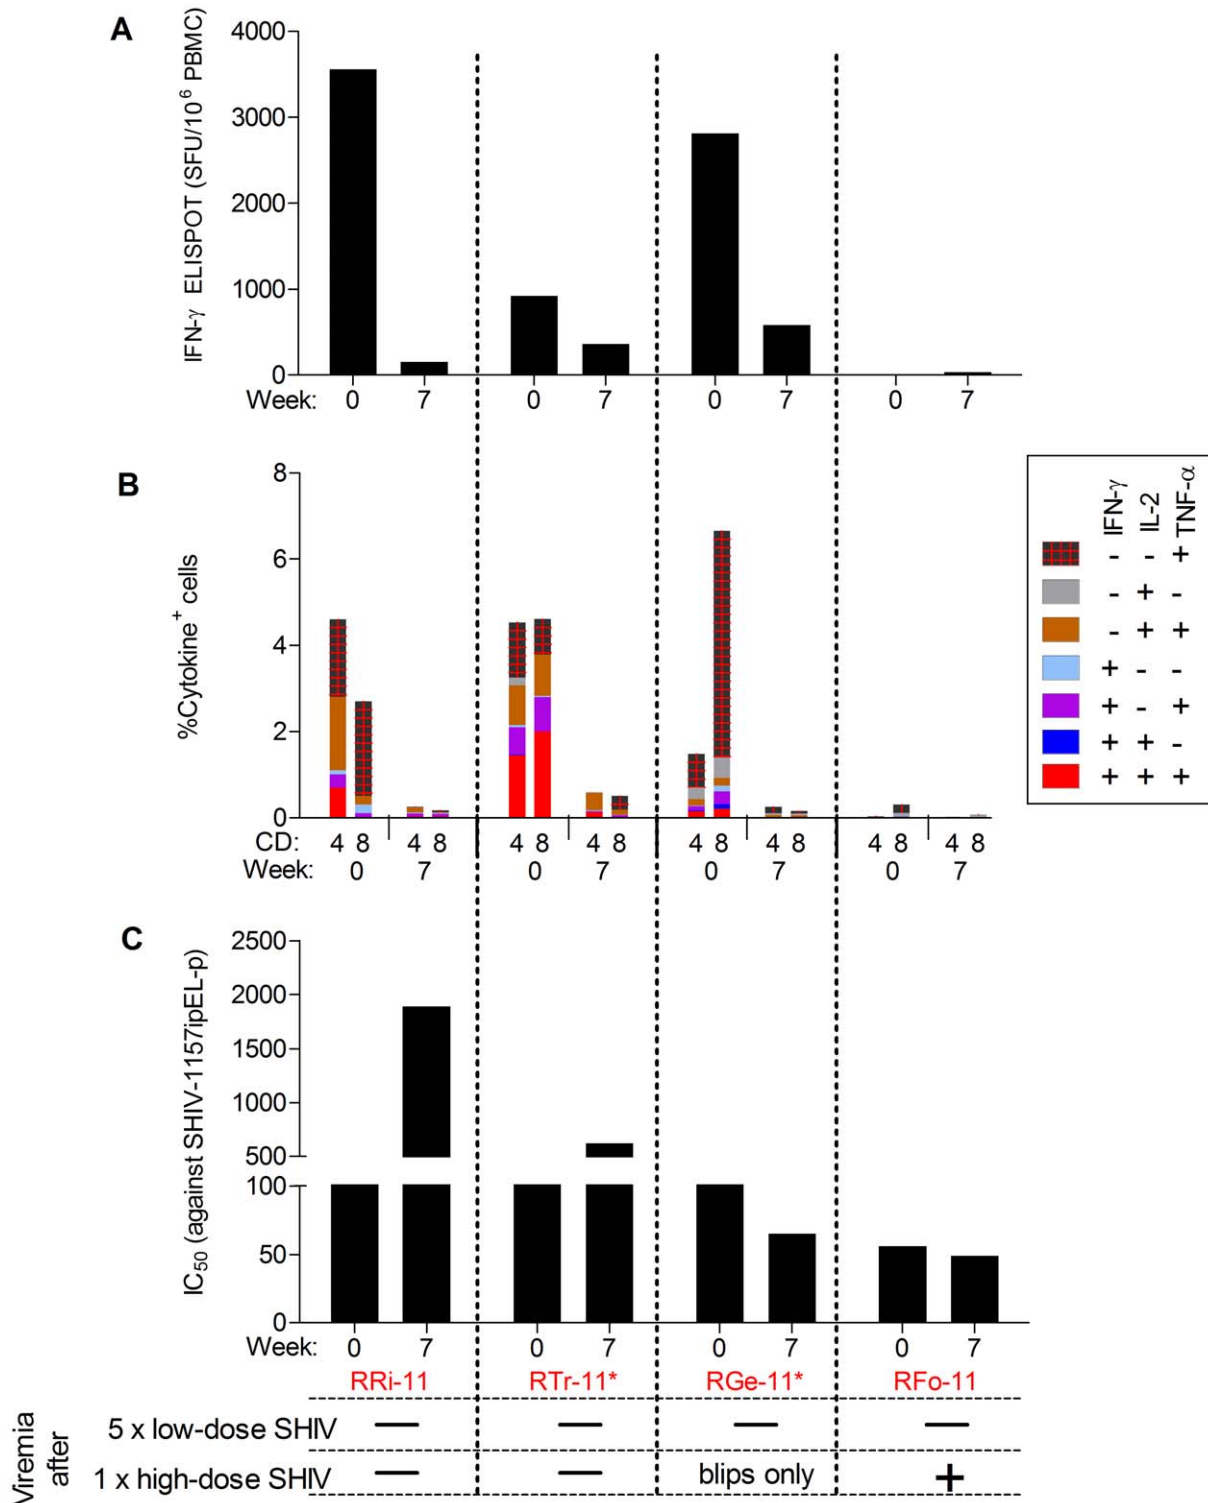 A
IFN-γ ELISPOT (SFU/10⁶ PBMC)
4000
3000
2000
1000
0
Week: 0 7 0 7 0 7 0 7
B
%Cytokine⁺ cells
8
6
4
2
0
CD: 4 8 4 8 4 8 4 8 4 8 4 8 4 8 4 8
Week: 0 7 0 7 0 7 0 7
IFN-γ IL-2 TNF-α
- - +
- + -
- + +
+ - -
+ - +
+ + -
+ + +
C
IC₅₀ (against SHIV-1157ipEL-p)
2500
2000
1500
1000
500
100
50
0
Week: 0 7 0 7 0 7 0 7
RRi-11 RTr-11* RGe-11* RFo-11
Viremia after
5 x low-dose SHIV — — — —
1 x high-dose SHIV — — blips only +